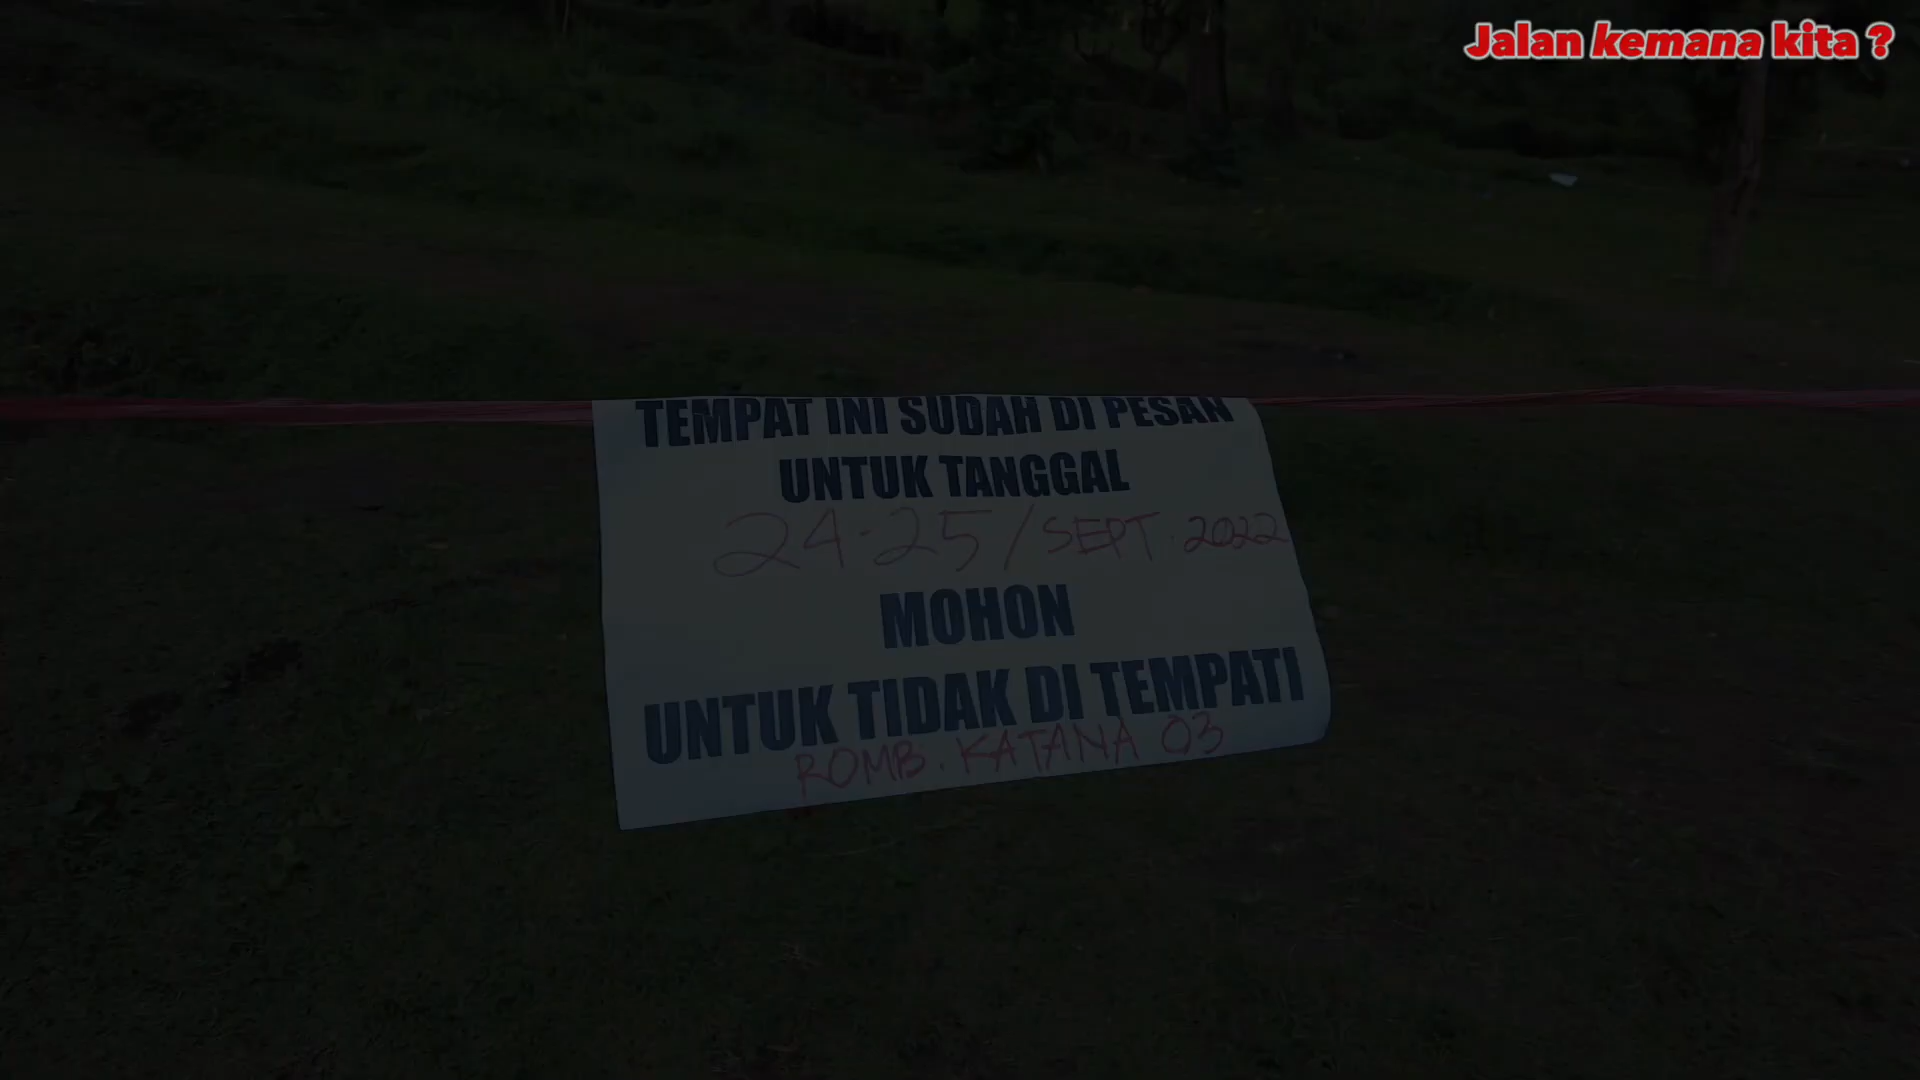 Jalan kemana kita ?
TEMPAT INI SUDAH DI PESAN
UNTUK TANGGAL
24-25/SEPT. 2022
MOHON
UNTUK TIDAK DI TEMPATI
ROMB. KATANA 03